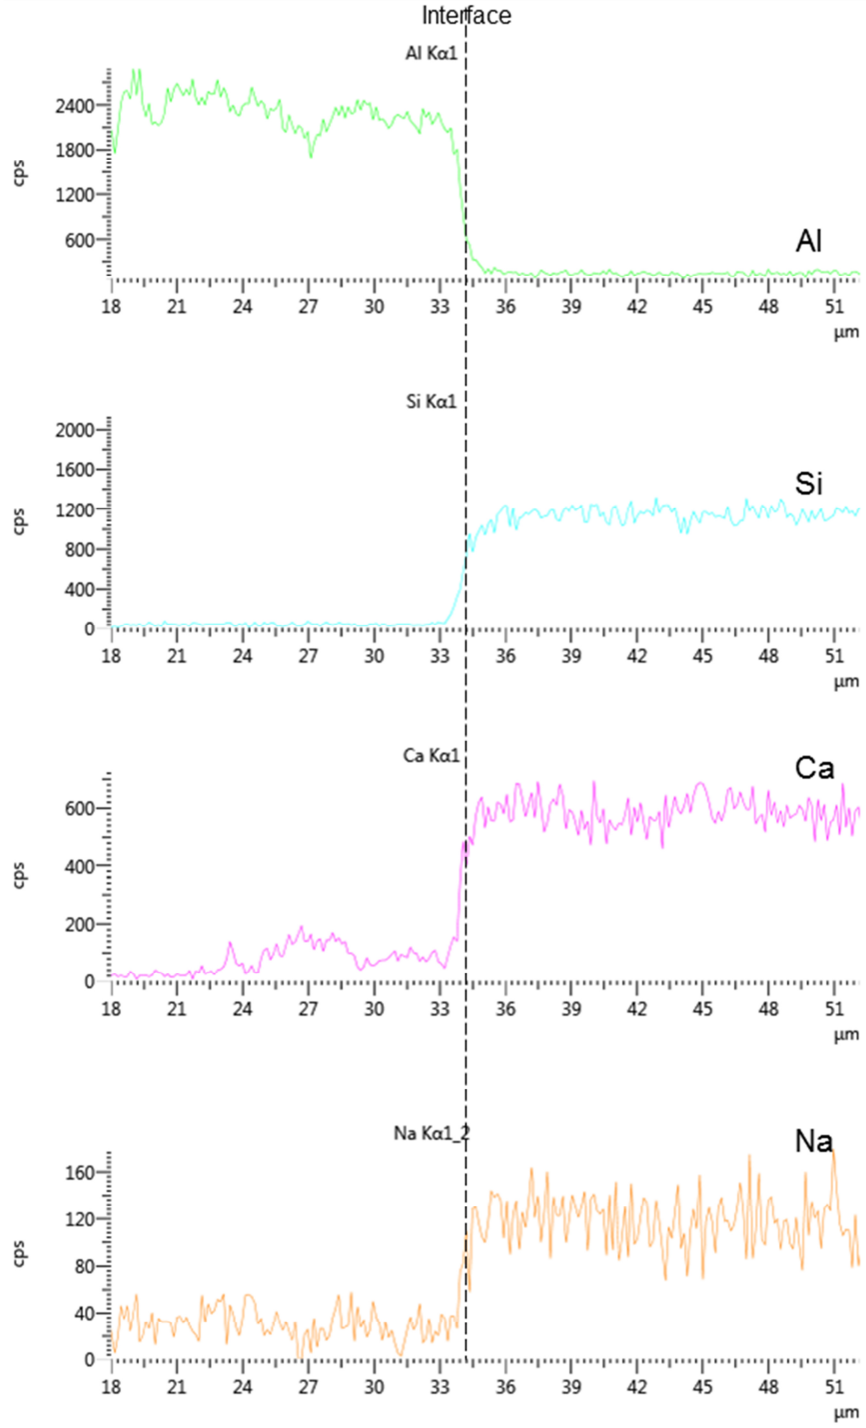 Interface
Al Kα1
2400
1800
1200
600
cps
Al
18 21 24 27 30 33 36 39 42 45 48 51
µm
Si Kα1
2000
1600
1200
800
400
0
cps
Si
18 21 24 27 30 33 36 39 42 45 48 51
µm
Ca Kα1
600
400
200
0
cps
Ca
18 21 24 27 30 33 36 39 42 45 48 51
µm
Na Kα1_2
160
120
80
40
0
cps
Na
18 21 24 27 30 33 36 39 42 45 48 51
µm